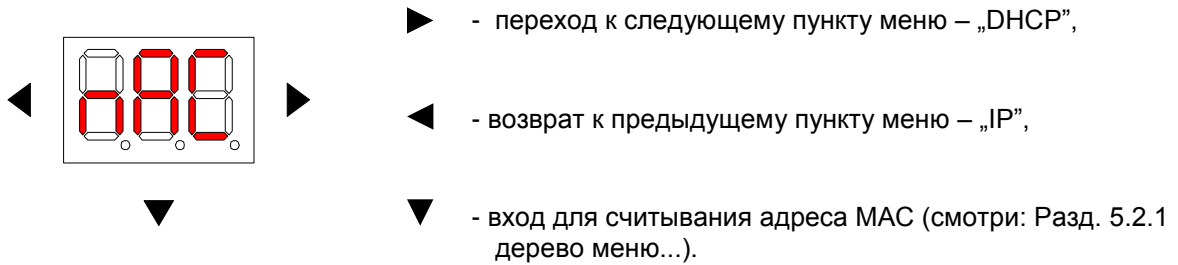 nAC
▶ - переход к следующему пункту меню – „DHCP”,
◀ - возврат к предыдущему пункту меню – „IP”,
▼ - вход для считывания адреса MAC (смотри: Разд. 5.2.1
дерево меню...).